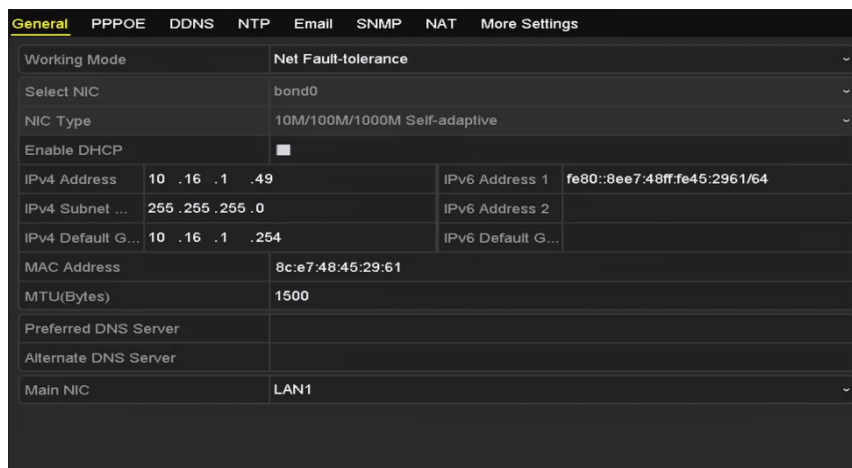 General PPPOE DDNS NTP Email SNMP NAT More Settings
Working Mode Net Fault-tolerance
Select NIC bond0
NIC Type 10M/100M/1000M Self-adaptive
Enable DHCP
IPv4 Address 10 .16 .1 .49 IPv6 Address 1 fe80::8ee7:48ff:fe45:2961/64
IPv4 Subnet ... 255.255.255.0 IPv6 Address 2
IPv4 Default G... 10 .16 .1 .254 IPv6 Default G...
MAC Address 8c:e7:48:45:29:61
MTU(Bytes) 1500
Preferred DNS Server
Alternate DNS Server
Main NIC LAN1